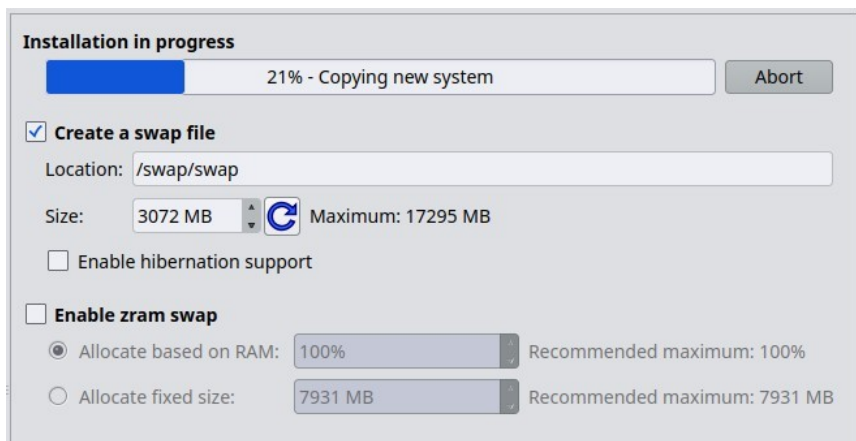 Installation in progress
21% - Copying new system Abort
Create a swap file
Location: /swap/swap
Size: 3072 MB Maximum: 17295 MB
Enable hibernation support
Enable zram swap
Allocate based on RAM: 100% Recommended maximum: 100%
Allocate fixed size: 7931 MB Recommended maximum: 7931 MB